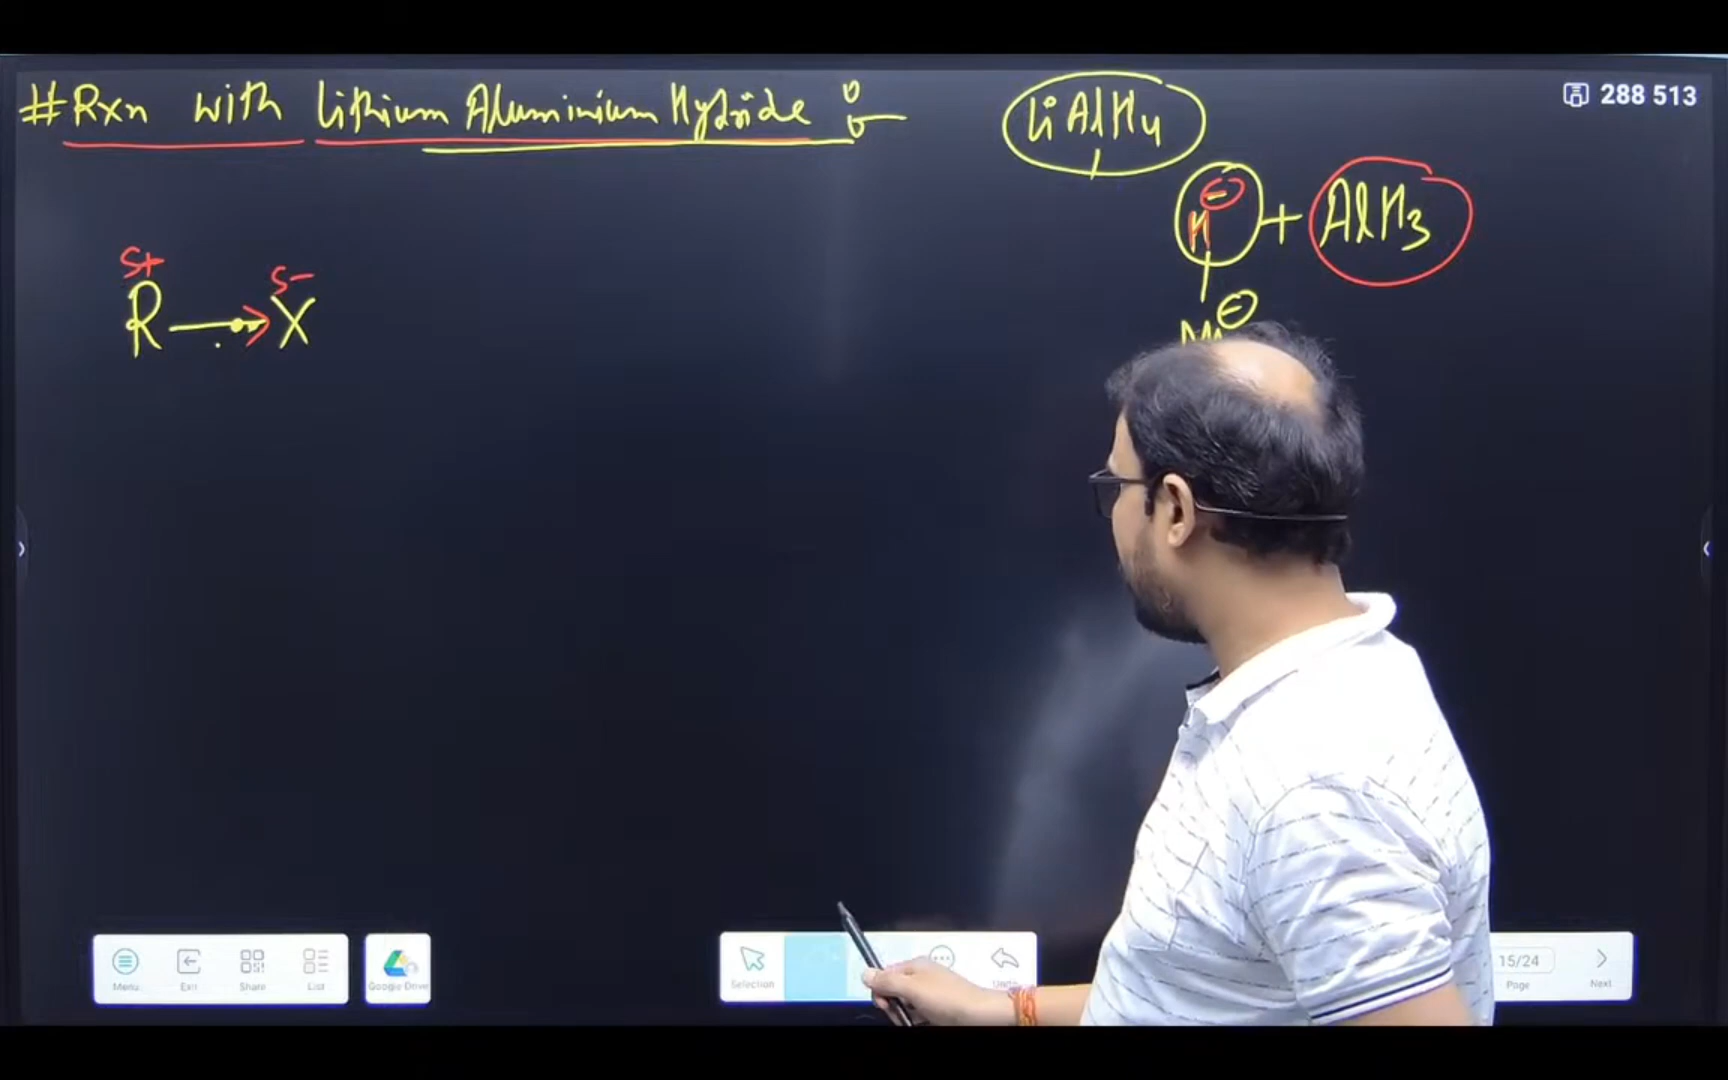 #Rxn with Lithium Aluminium Hydride :-
LiAlH4
288 513
H⊖ + AlH3
δ+ δ-
R → X
⊖
Menu
Exit
Share
List
Google Drive
Selection
Undo
15/24
Page
Next